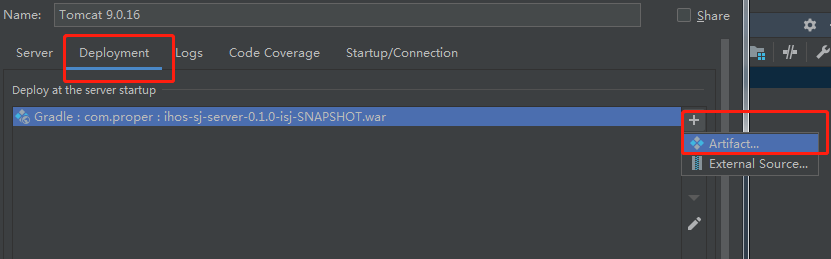 Name: Tomcat 9.0.16 Share
Server Deployment Logs Code Coverage Startup/Connection
Deploy at the server startup
Gradle : com.proper : ihos-sj-server-0.1.0-isj-SNAPSHOT.war
Artifact...
External Source...